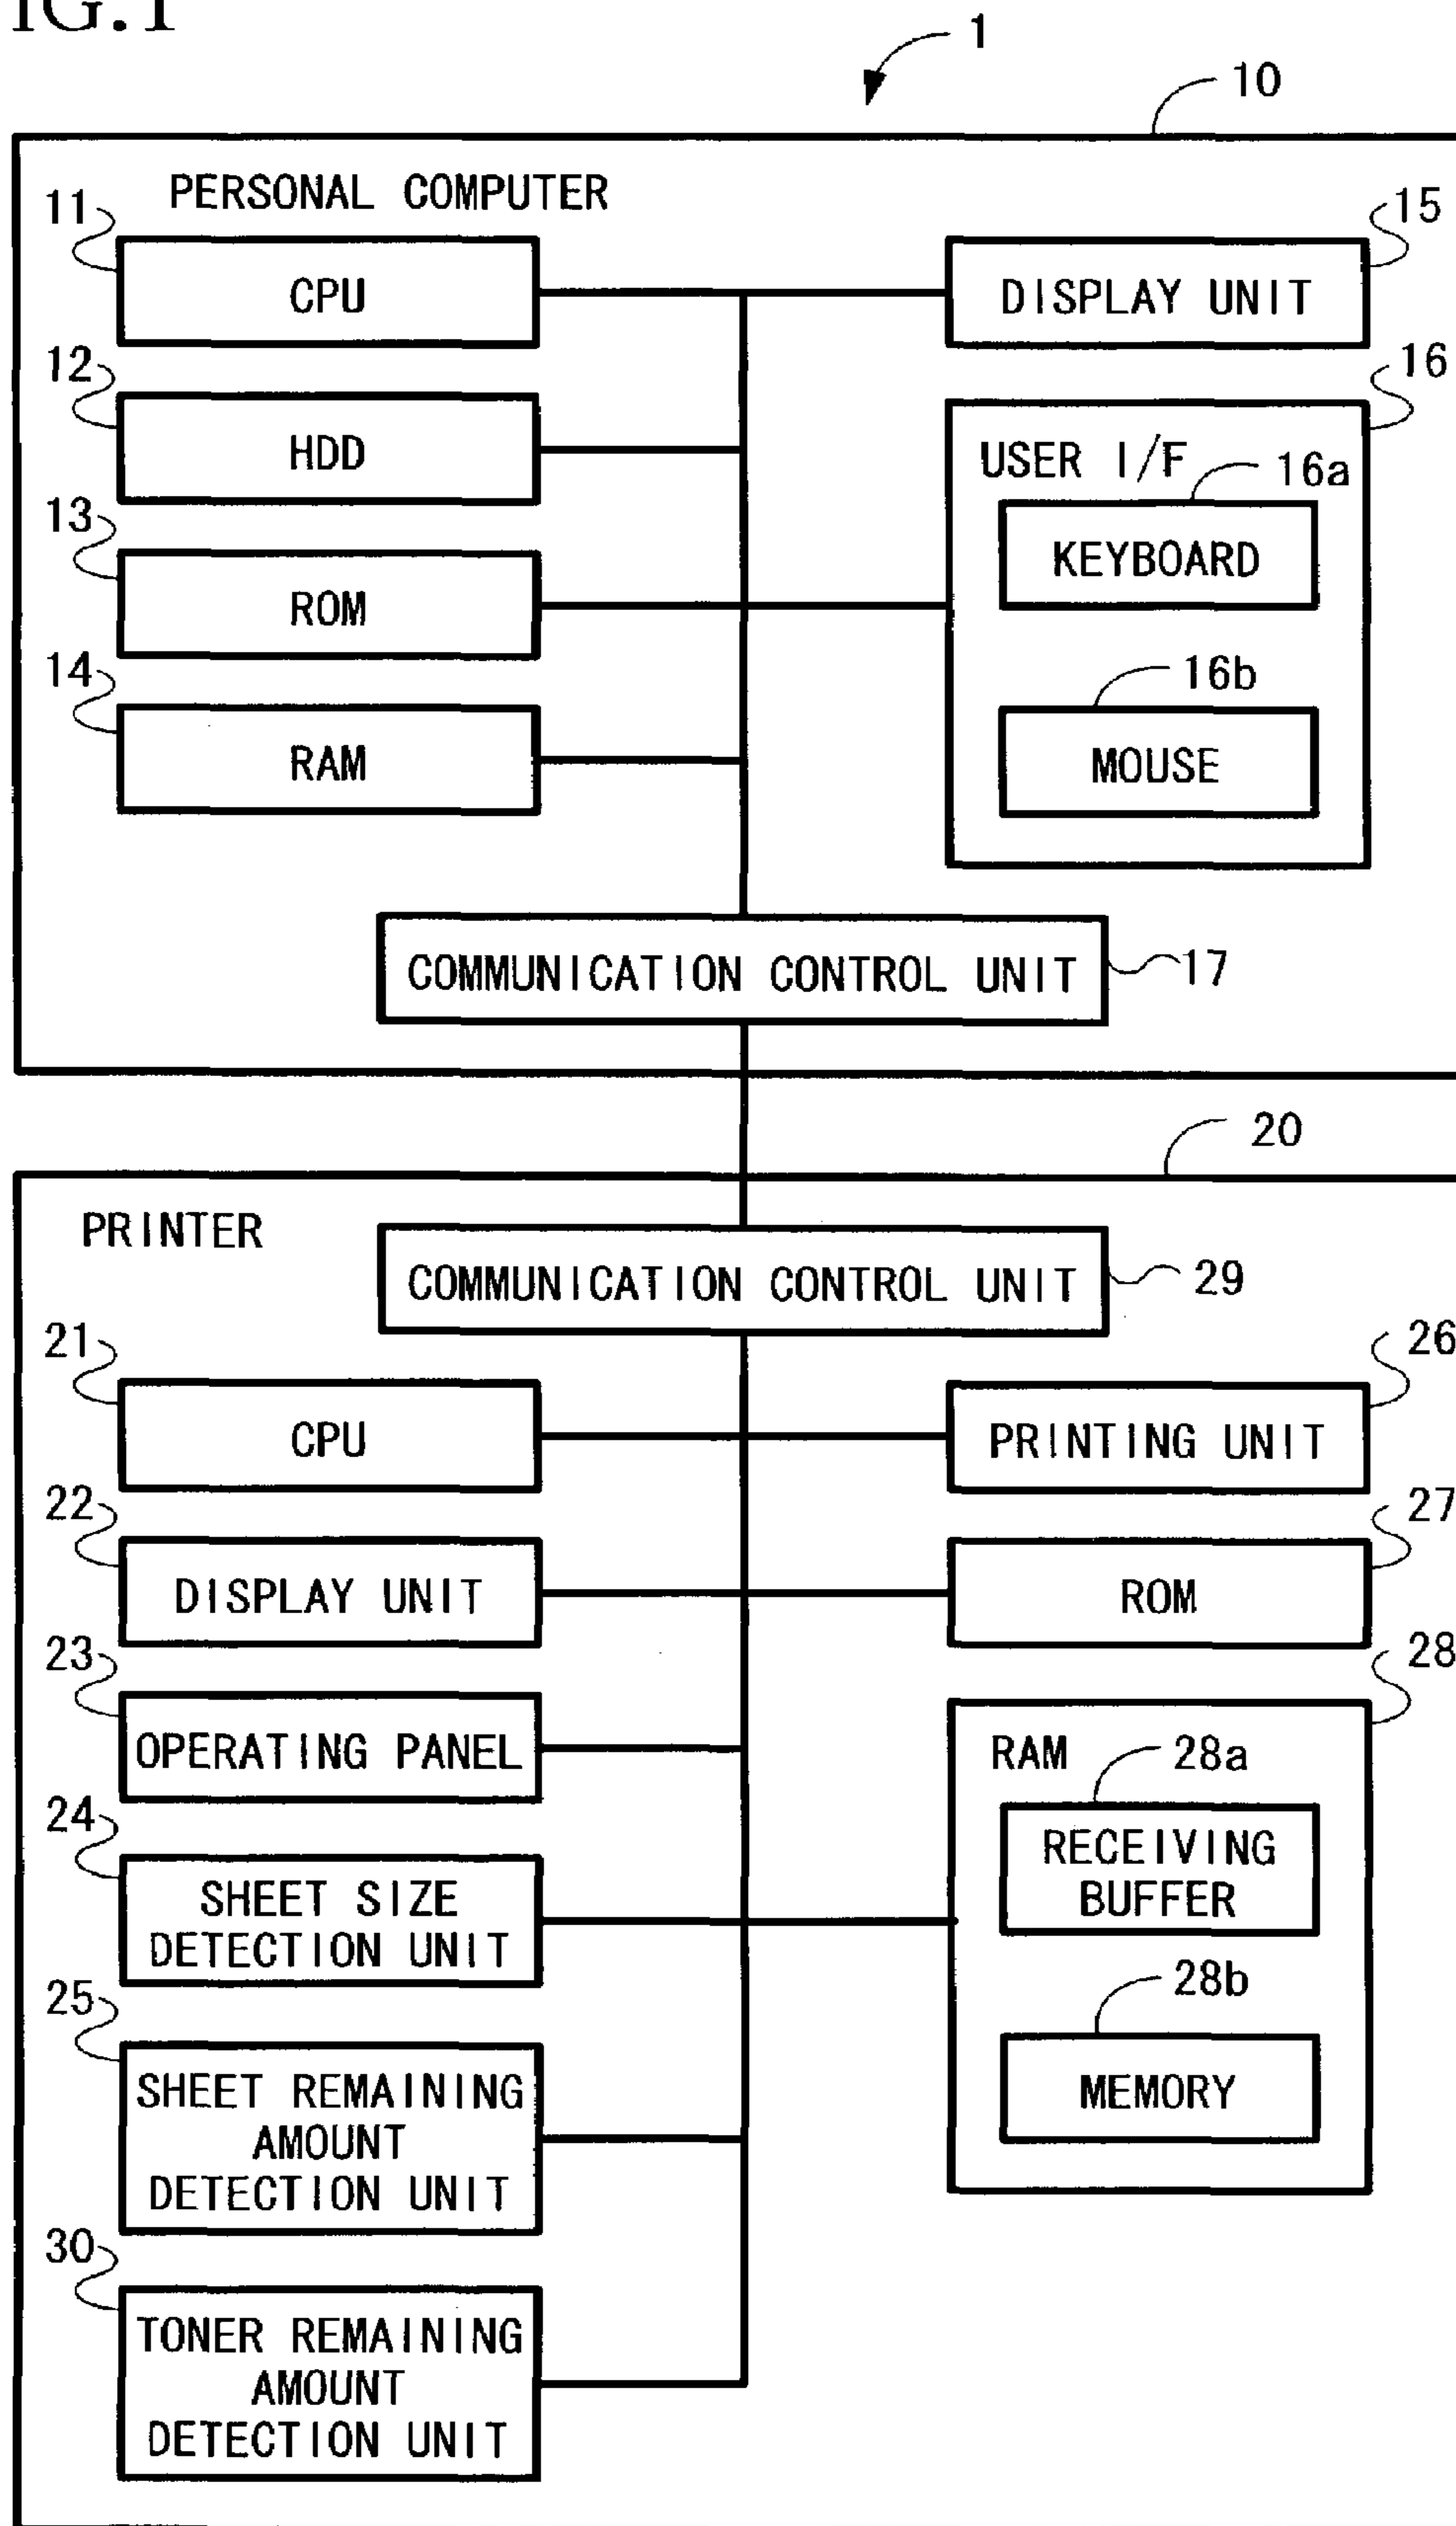 IG.1
1
10
PERSONAL COMPUTER
11
CPU
15
DISPLAY UNIT
12
HDD
16
USER I/F
16a
KEYBOARD
13
ROM
14
RAM
16b
MOUSE
COMMUNICATION CONTROL UNIT
17
20
PRINTER
COMMUNICATION CONTROL UNIT
29
21
CPU
26
PRINTING UNIT
22
DISPLAY UNIT
27
ROM
23
OPERATING PANEL
28
RAM
28a
RECEIVING
BUFFER
24
SHEET SIZE
DETECTION UNIT
28b
MEMORY
25
SHEET REMAINING
AMOUNT
DETECTION UNIT
30
TONER REMAINING
AMOUNT
DETECTION UNIT